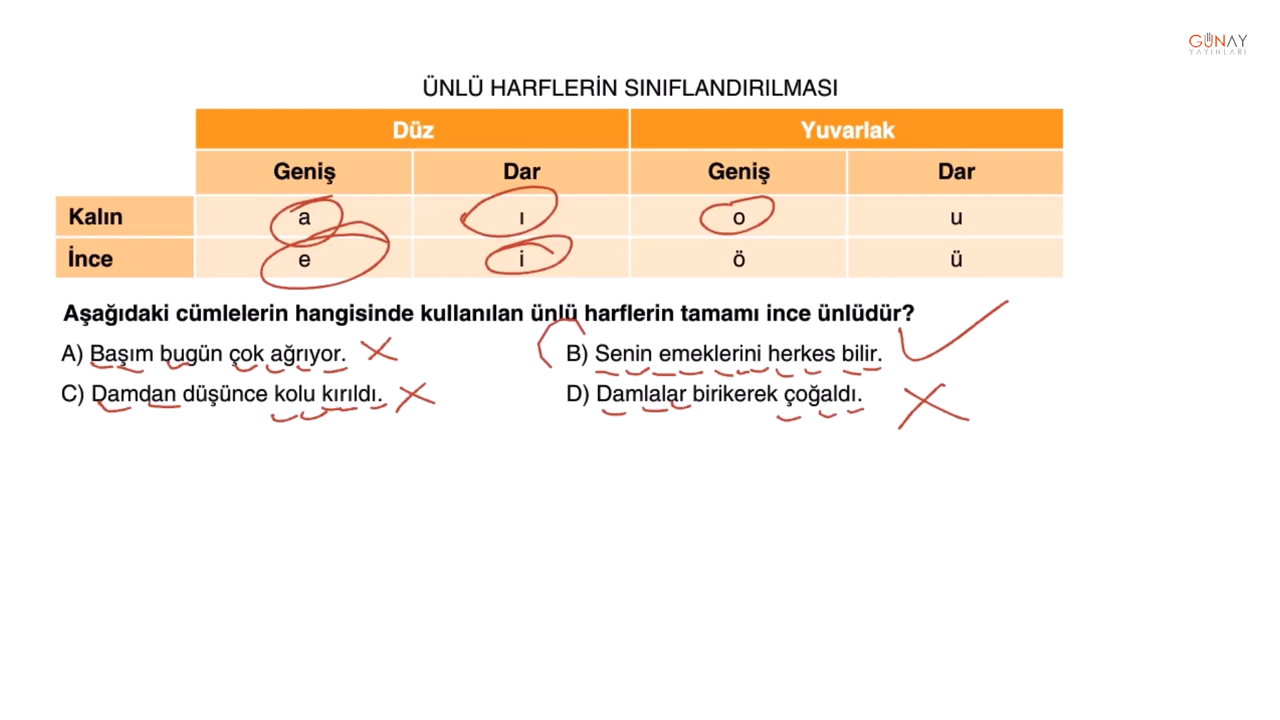 GÜNAY
YAYINLARI
ÜNLÜ HARFLERİN SINIFLANDIRILMASI
Düz Yuvarlak
Geniş Dar Geniş Dar
Kalın a ı o u
İnce e i ö ü
Aşağıdaki cümlelerin hangisinde kullanılan ünlü harflerin tamamı ince ünlüdür?
A) Başım bugün çok ağrıyor. B) Senin emeklerini herkes bilir.
C) Damdan düşünce kolu kırıldı. D) Damlalar birikerek çoğaldı.